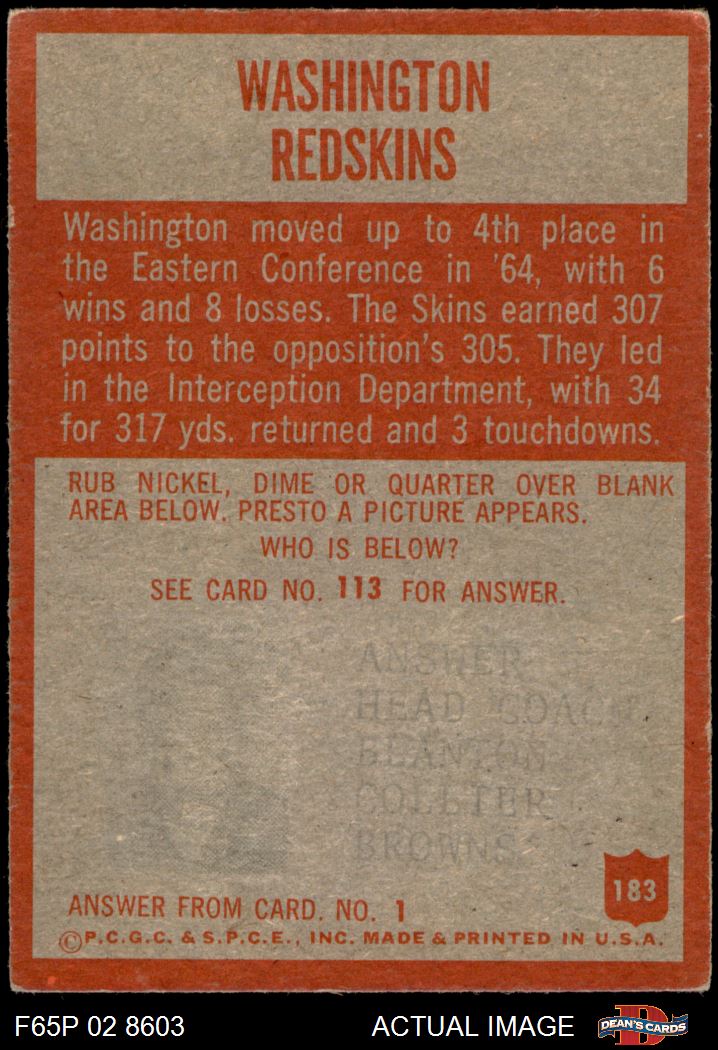 WASHINGTON
REDSKINS
Washington moved up to 4th place in
the Eastern Conference in '64, with 6
wins and 8 losses. The Skins earned 307
points to the opposition's 305. They led
in the Interception Department, with 34
for 317 yds. returned and 3 touchdowns.
RUB NICKEL, DIME OR QUARTER OVER BLANK
AREA BELOW. PRESTO A PICTURE APPEARS.
WHO IS BELOW?
SEE CARD NO. 113 FOR ANSWER.
ANSWER
HEAD COACH
BLANTON
COLLIER
BROWNS
183
ANSWER FROM CARD. NO. 1
©P.C.G.C. & S.P.C.E., INC. MADE & PRINTED IN U.S.A.
F65P 02 8603
ACTUAL IMAGE
DEAN'S CARDS